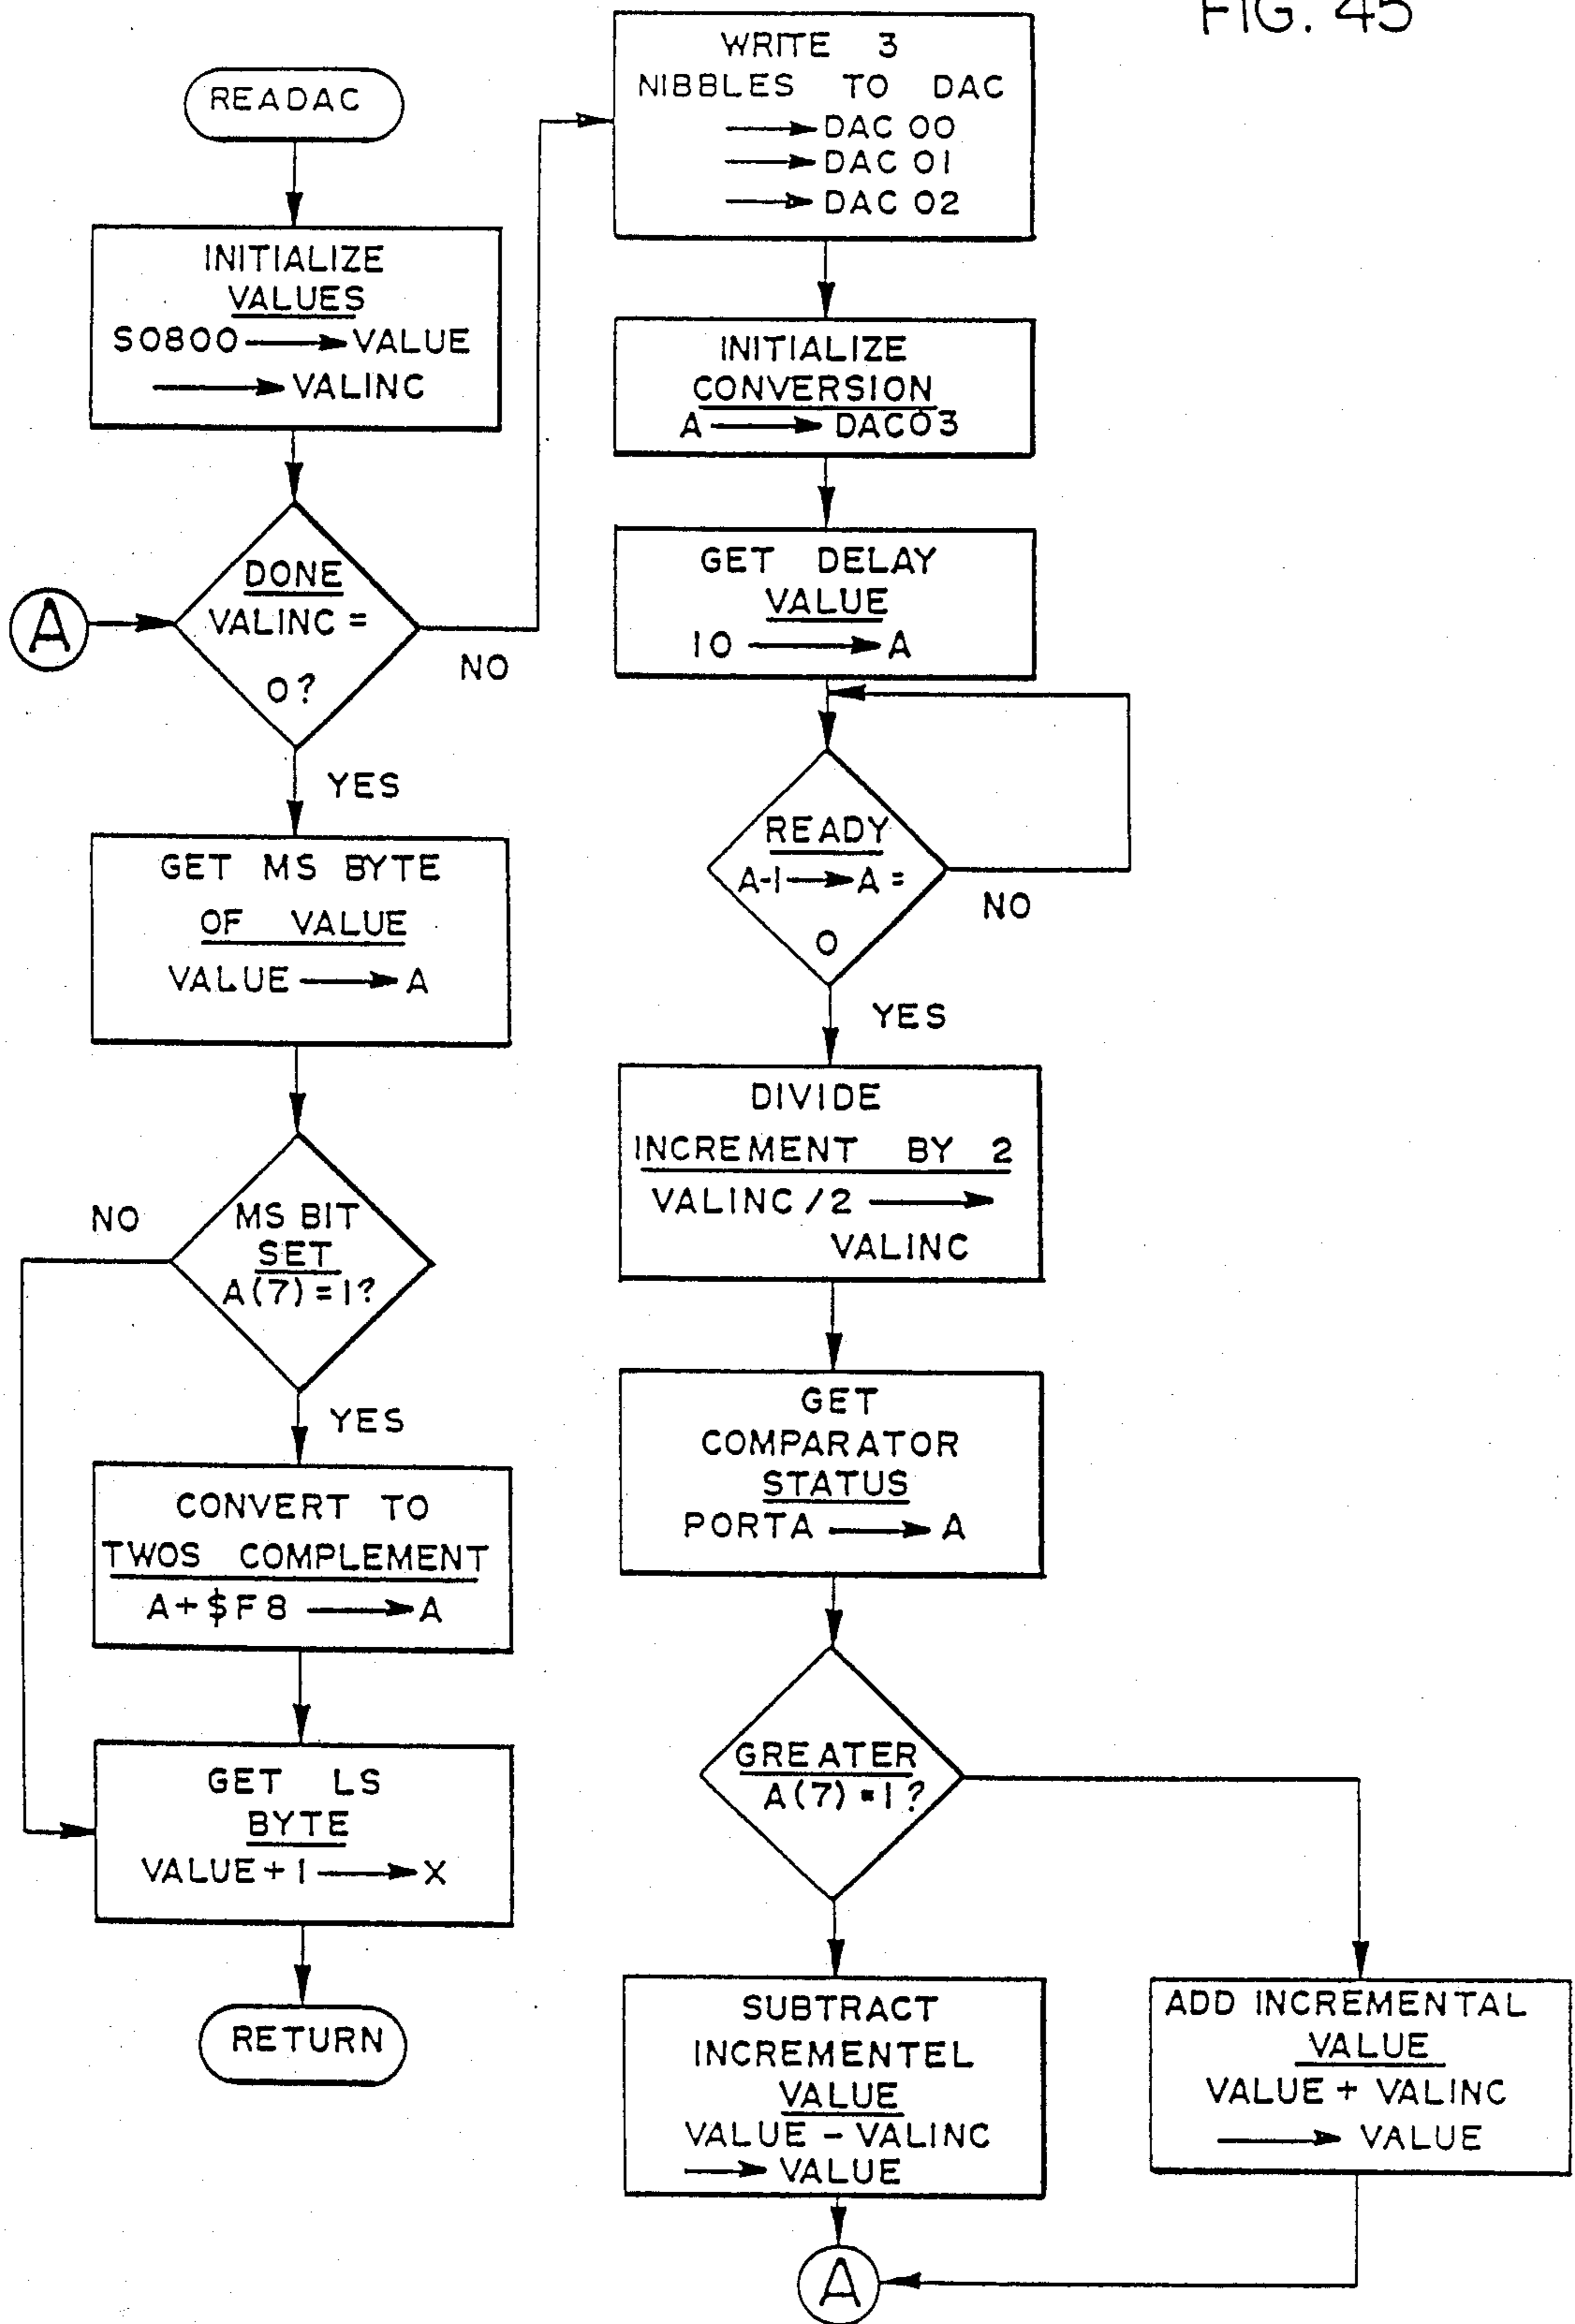 FIG. 45
READAC
INITIALIZE
VALUES
S0800 → VALUE
→ VALINC
A
DONE
VALINC =
0?
NO
YES
GET MS BYTE
OF VALUE
VALUE → A
MS BIT
SET
A(7)=1?
NO
YES
CONVERT TO
TWOS COMPLEMENT
A+$F8 → A
GET LS
BYTE
VALUE+1 → X
RETURN
WRITE 3
NIBBLES TO DAC
→ DAC 00
→ DAC 01
→ DAC 02
INITIALIZE
CONVERSION
A → DAC03
GET DELAY
VALUE
10 → A
READY
A-1 → A =
0
NO
YES
DIVIDE
INCREMENT BY 2
VALINC/2 →
VALINC
GET
COMPARATOR
STATUS
PORTA → A
GREATER
A(7)=1?
SUBTRACT
INCREMENTEL
VALUE
VALUE - VALINC
→ VALUE
ADD INCREMENTAL
VALUE
VALUE + VALINC
→ VALUE
A